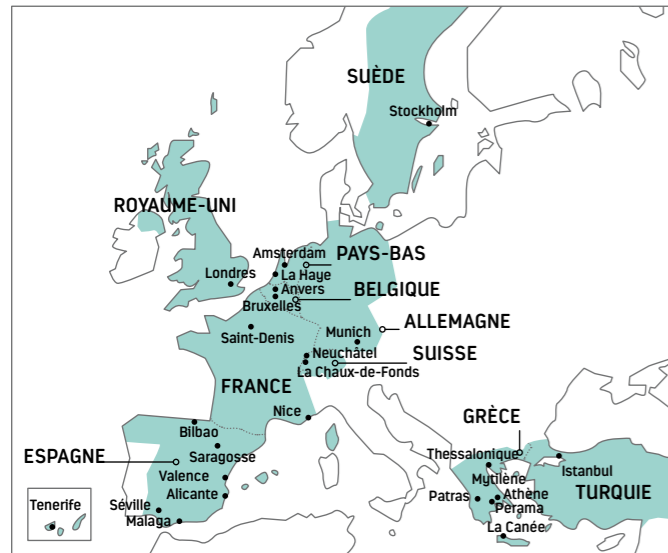 SUÈDE
Stockholm
ROYAUME-UNI
Amsterdam
PAYS-BAS
Londres
La Haye
Anvers
BELGIQUE
Bruxelles
ALLEMAGNE
Saint-Denis
Munich
Neuchâtel
SUISSE
La Chaux-de-Fonds
FRANCE
Nice
GRÈCE
Bilbao
ESPAGNE
Saragosse
Thessalonique
Istanbul
Valence
Mytilène
TURQUIE
Alicante
Patras
Athène
Perama
Tenerife
Séville
Malaga
La Canée